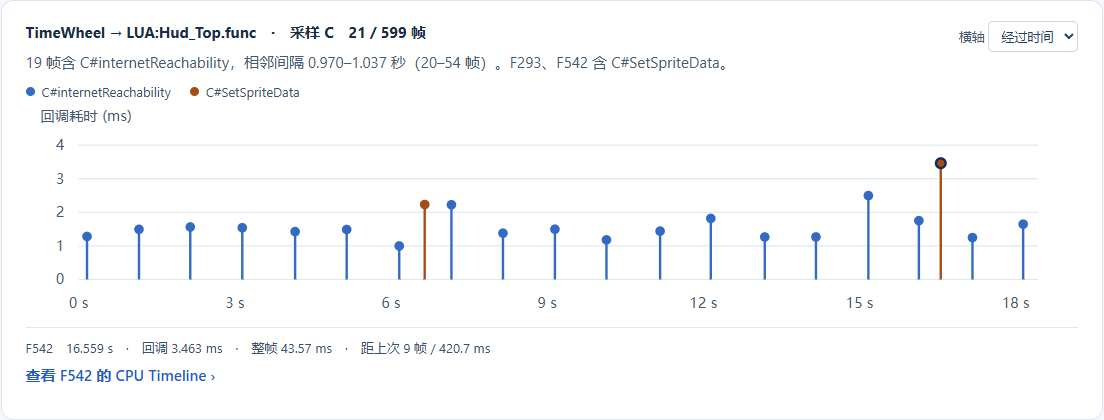 TimeWheel → LUA:Hud_Top.func · 采样 C 21 / 599 帧
横轴 经过时间
19 帧含 C#internetReachability，相邻间隔 0.970–1.037 秒（20–54 帧）。F293、F542 含 C#SetSpriteData。
C#internetReachability C#SetSpriteData
回调耗时 (ms)
4
3
2
1
0
0 s 3 s 6 s 9 s 12 s 15 s 18 s
F542 16.559 s · 回调 3.463 ms · 整帧 43.57 ms · 距上次 9 帧 / 420.7 ms
查看 F542 的 CPU Timeline ›